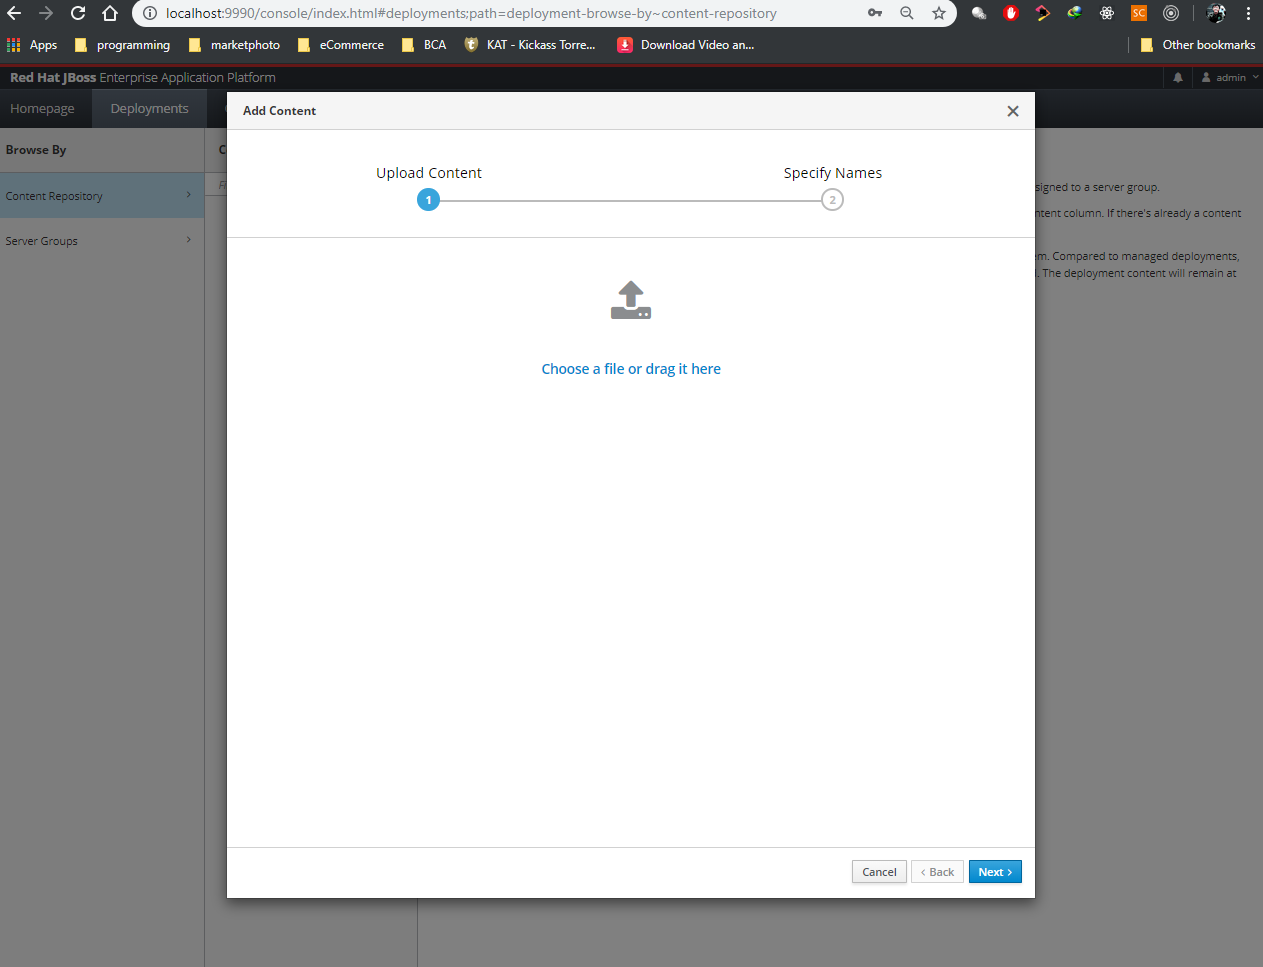 localhost:9990/console/index.html#deployments;path=deployment-browse-by~content-repository
SC
Apps programming marketphoto eCommerce BCA KAT - Kickass Torre... Download Video an... Other bookmarks
Red Hat JBoss Enterprise Application Platform admin
Homepage Deployments
Add Content
Browse By
Upload Content Specify Names
1 2
Content Repository
Server Groups
signed to a server group.
ntent column. If there's already a content
em. Compared to managed deployments,
. The deployment content will remain at
Choose a file or drag it here
Cancel Back Next